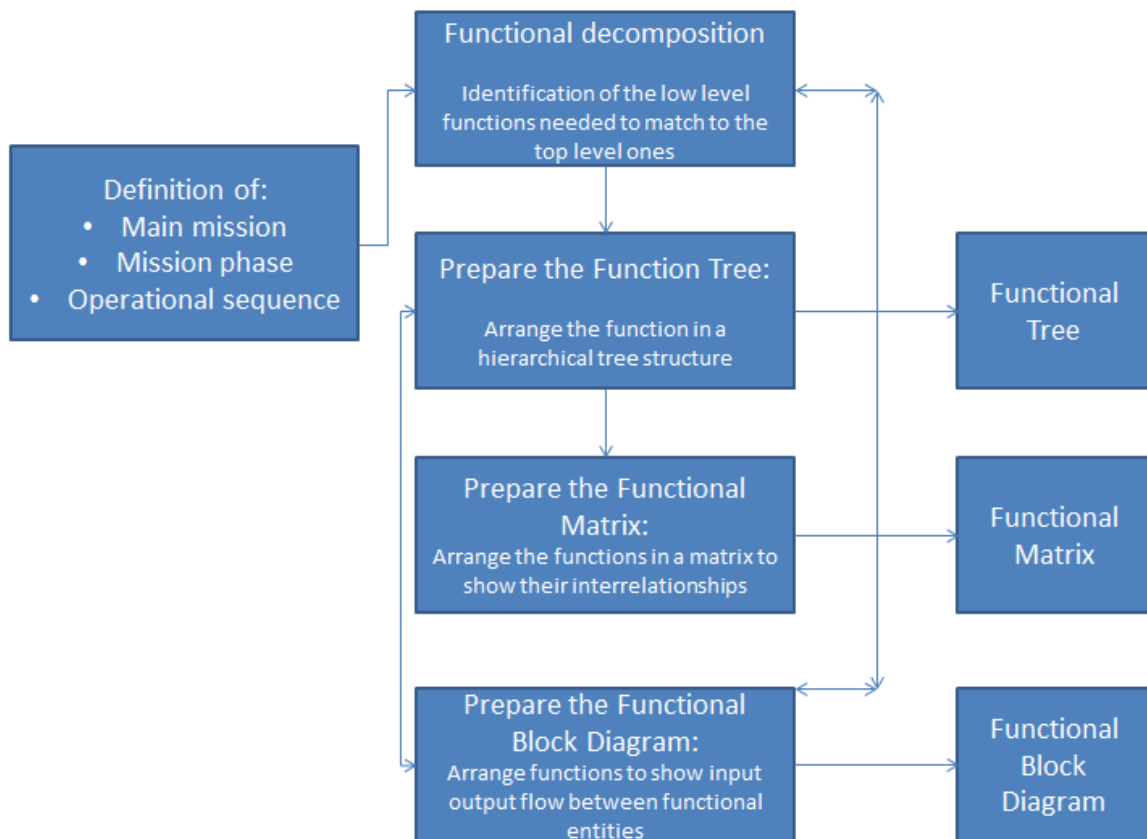 Functional decomposition
Identification of the low level
functions needed to match to the
top level ones
Definition of:
• Main mission
• Mission phase
• Operational sequence
Prepare the Function Tree:
Arrange the function in a
hierarchical tree structure
Functional
Tree
Prepare the Functional
Matrix:
Arrange the functions in a matrix to
show their interrelationships
Functional
Matrix
Prepare the Functional
Block Diagram:
Arrange functions to show input
output flow between functional
entities
Functional
Block
Diagram